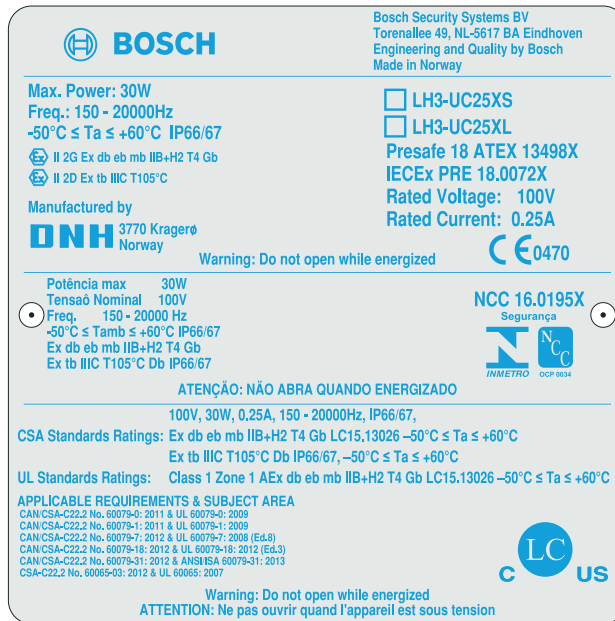 BOSCH
Bosch Security Systems BV
Torenallee 49, NL-5617 BA Eindhoven
Engineering and Quality by Bosch
Made in Norway
Max. Power: 30W
Freq.: 150 - 20000Hz
-50°C ≤ Ta ≤ +60°C IP66/67
Ex II 2G Ex db eb mb IIB+H2 T4 Gb
Ex II 2D Ex tb IIIC T105°C
Manufactured by
DNH 3770 Kragerø
Norway
LH3-UC25XS
LH3-UC25XL
Presafe 18 ATEX 13498X
IECEx PRE 18.0072X
Rated Voltage: 100V
Rated Current: 0.25A
CE 0470
Warning: Do not open while energized
Potência max 30W
Tensaô Nominal 100V
Freq. 150 - 20000 Hz
-50°C ≤ Tamb ≤ +60°C IP66/67
Ex db eb mb IIB+H2 T4 Gb
Ex tb IIIC T105°C Db IP66/67
NCC 16.0195X
Segurança
INMETRO
NCC
OCP 0034
ATENÇÃO: NÃO ABRA QUANDO ENERGIZADO
100V, 30W, 0,25A, 150 - 20000Hz, IP66/67,
CSA Standards Ratings: Ex db eb mb IIB+H2 T4 Gb LC15.13026 –50°C ≤ Ta ≤ +60°C
Ex tb IIIC T105°C Db IP66/67, –50°C ≤ Ta ≤ +60°C
UL Standards Ratings: Class 1 Zone 1 AEx db eb mb IIB+H2 T4 Gb LC15.13026 –50°C ≤ Ta ≤ +60°C
APPLICABLE REQUIREMENTS & SUBJECT AREA
CAN/CSA-C22.2 No. 60079-0: 2011 & UL 60079-0: 2009
CAN/CSA-C22.2 No. 60079-1: 2011 & UL 60079-1: 2009
CAN/CSA-C22.2 No. 60079-7: 2012 & UL 60079-7: 2008 (Ed.8)
CAN/CSA-C22.2 No. 60079-18: 2012 & UL 60079-18: 2012 (Ed.3)
CAN/CSA-C22.2 No. 60079-31: 2012 & ANSI/ISA 60079-31: 2013
CSA-C22.2 No. 60065-03: 2012 & UL 60065: 2007
C LC US
Warning: Do not open while energized
ATTENTION: Ne pas ouvrir quand l'appareil est sous tension